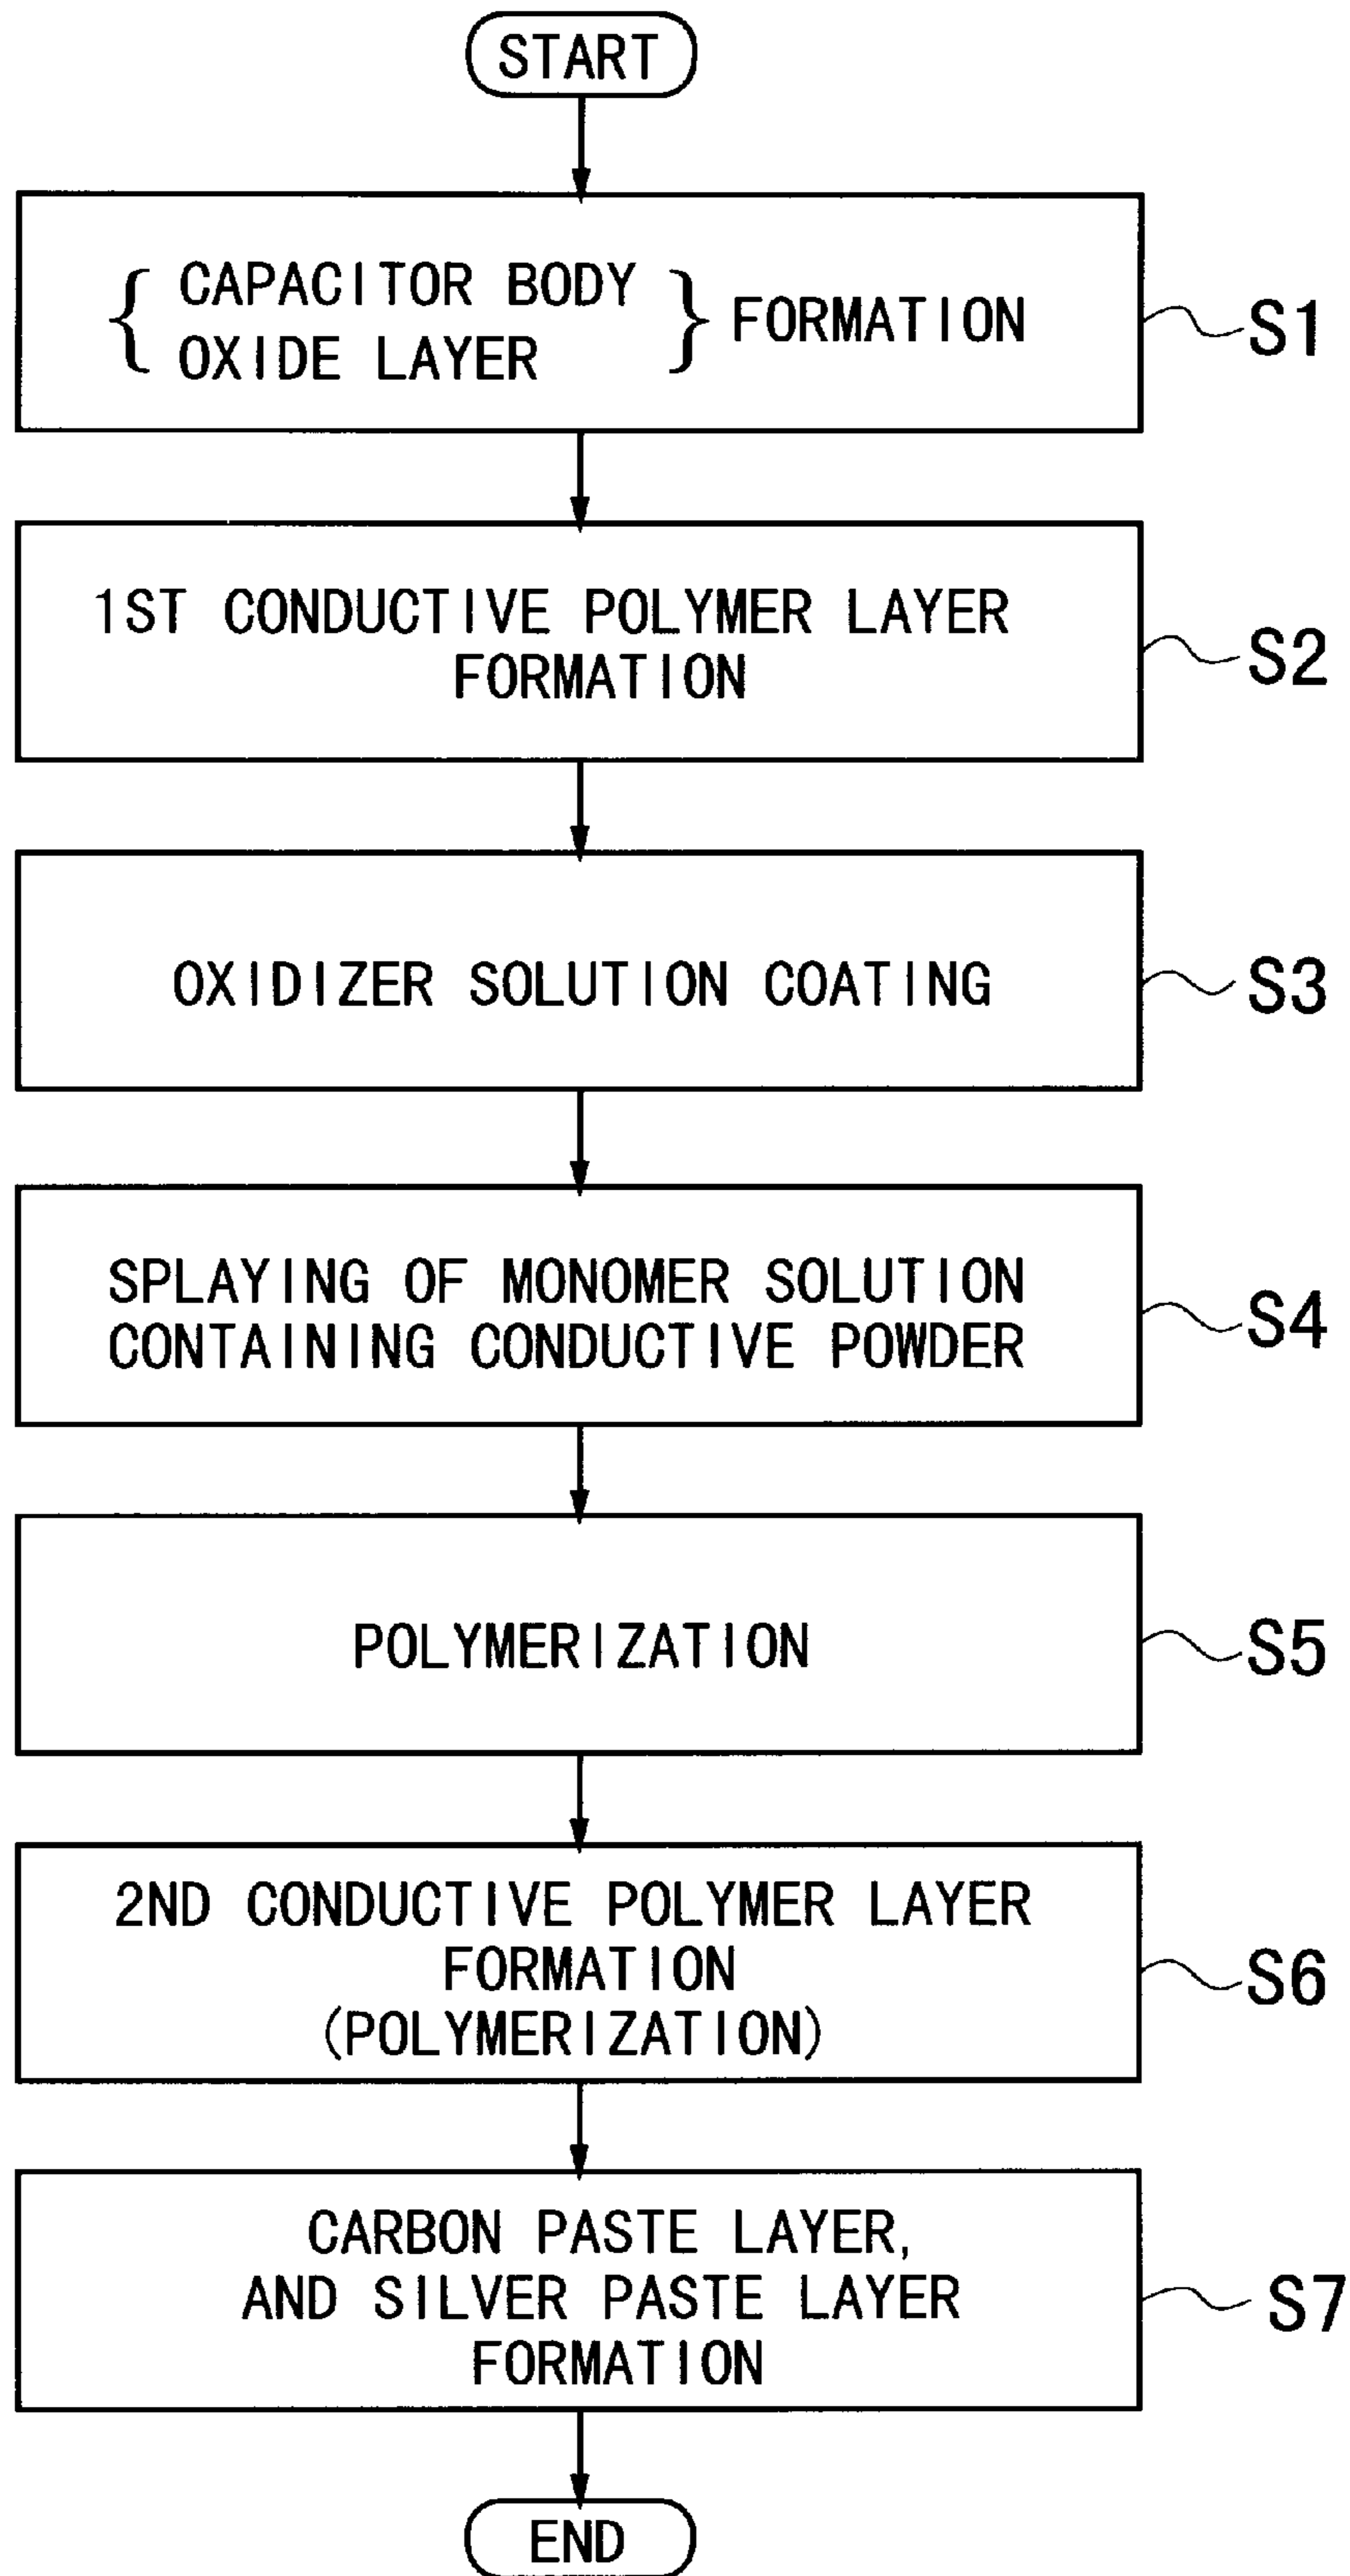 START
{ CAPACITOR BODY
OXIDE LAYER } FORMATION
S1
1ST CONDUCTIVE POLYMER LAYER
FORMATION
S2
OXIDIZER SOLUTION COATING
S3
SPLAYING OF MONOMER SOLUTION
CONTAINING CONDUCTIVE POWDER
S4
POLYMERIZATION
S5
2ND CONDUCTIVE POLYMER LAYER
FORMATION
(POLYMERIZATION)
S6
CARBON PASTE LAYER,
AND SILVER PASTE LAYER
FORMATION
S7
END